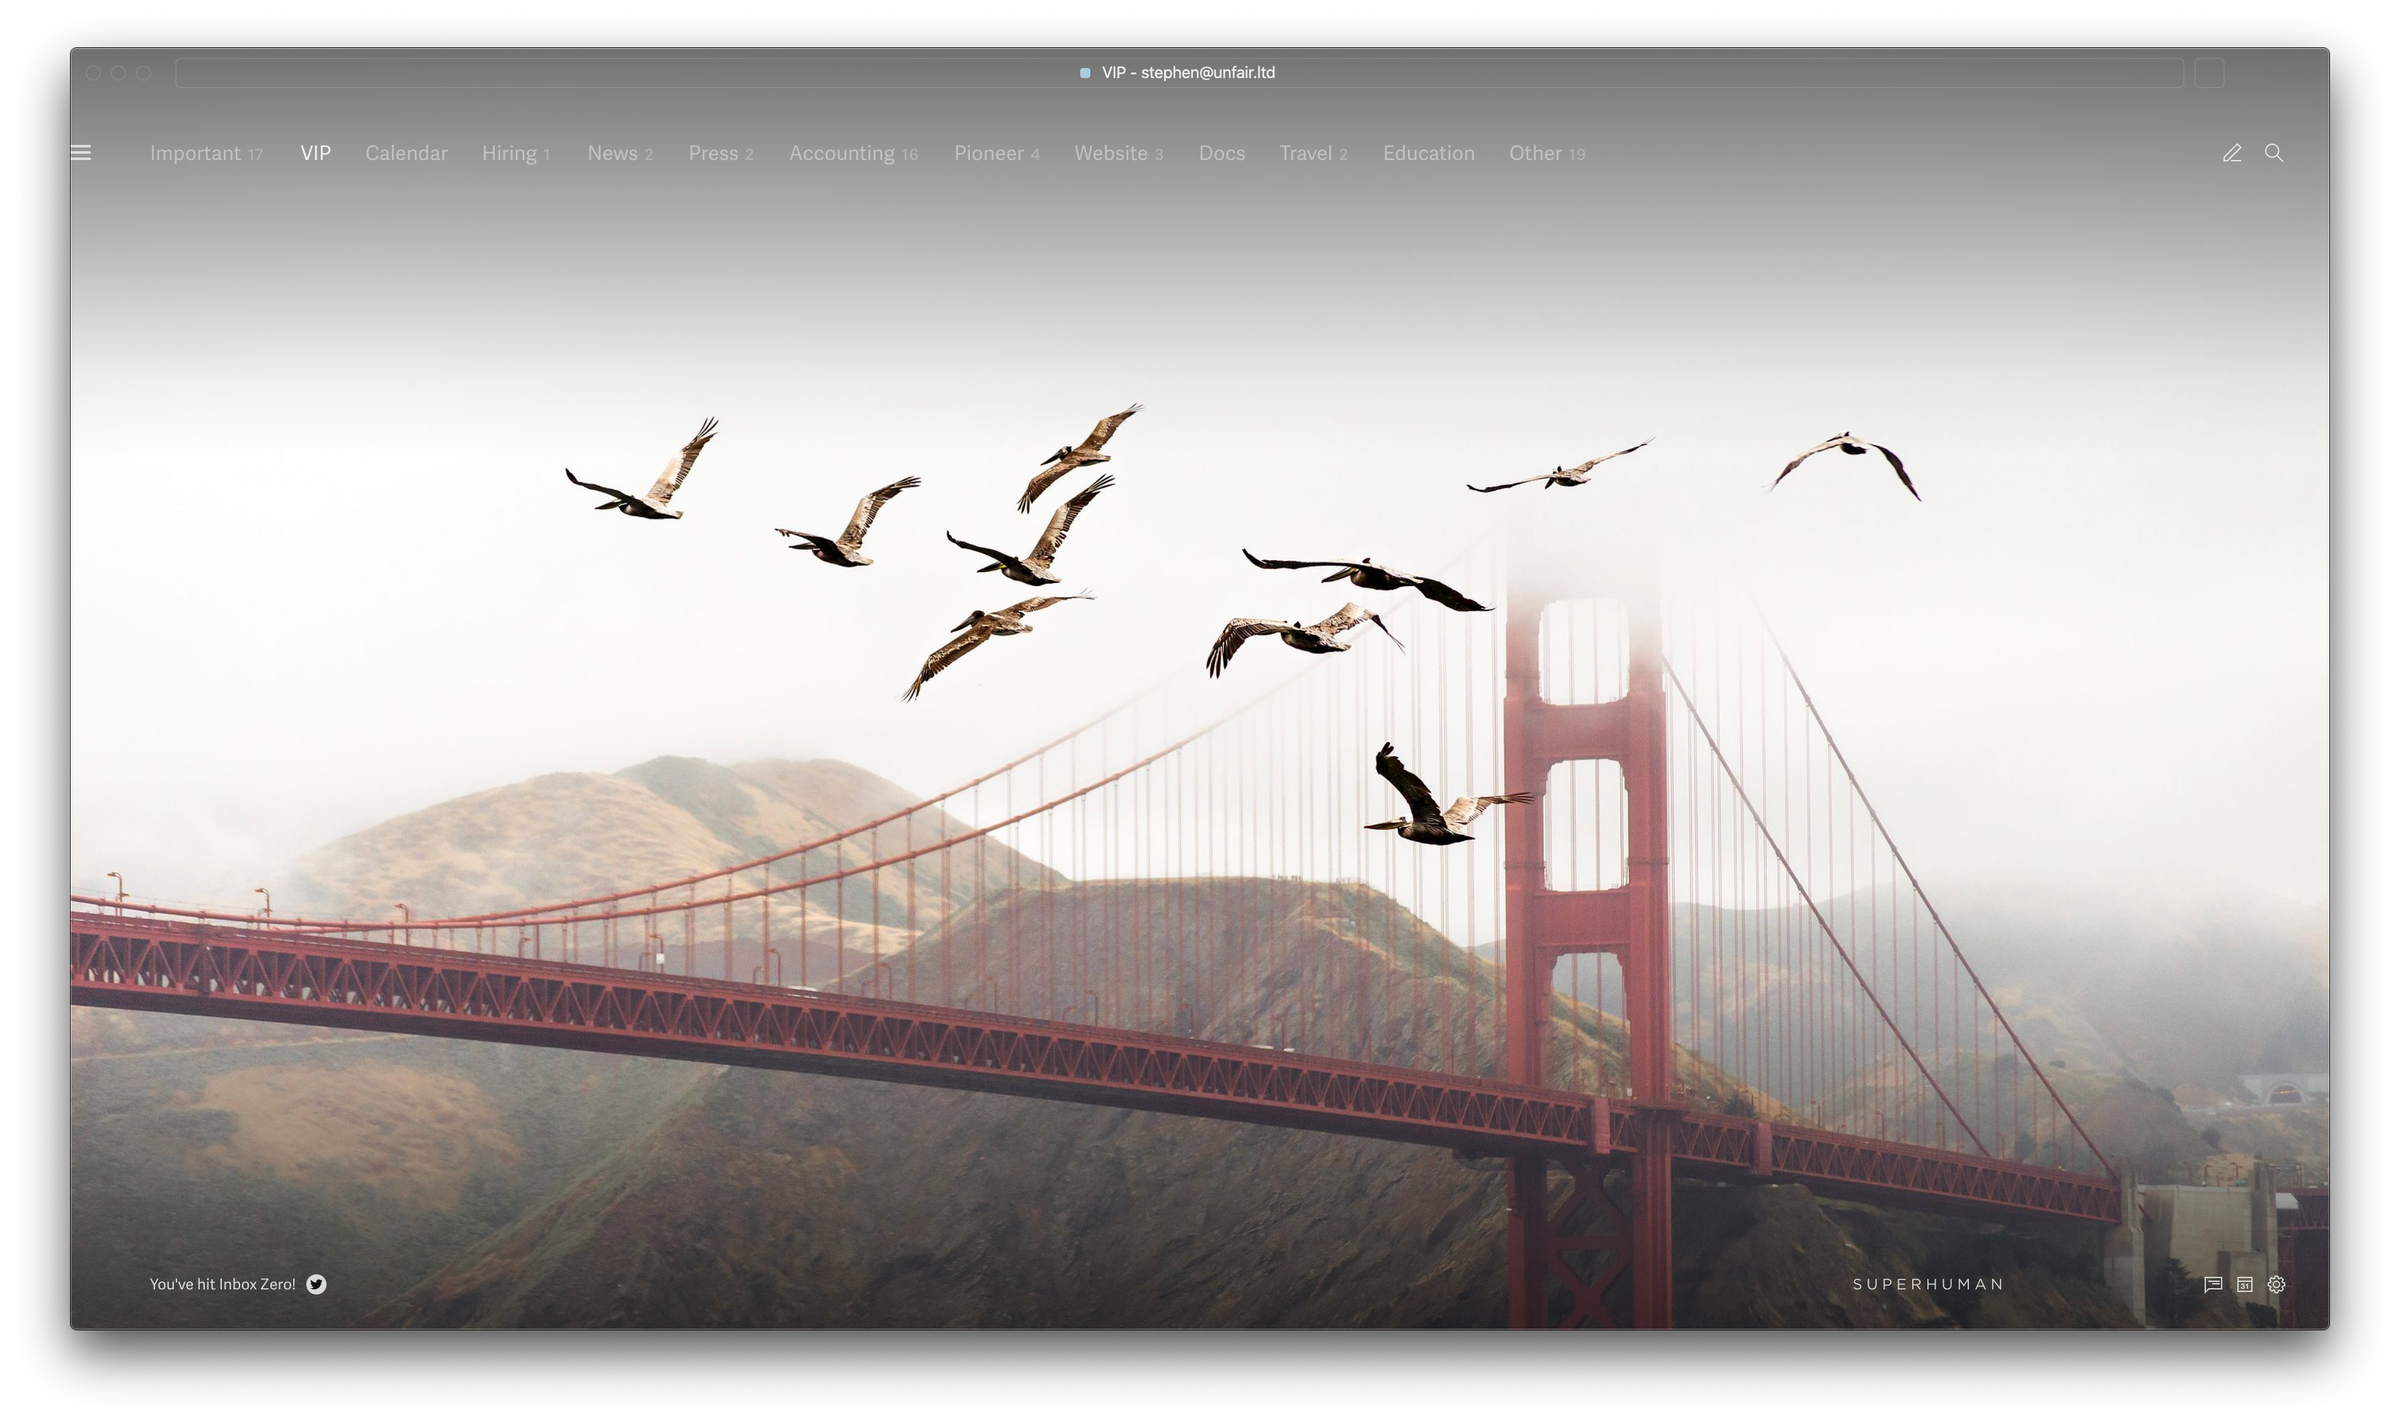 VIP - stephen@unfair.ltd
Important 17 VIP Calendar Hiring 1 News 2 Press 2 Accounting 16 Pioneer 4 Website 3 Docs Travel 2 Education Other 19
You've hit Inbox Zero! SUPERHUMAN 31